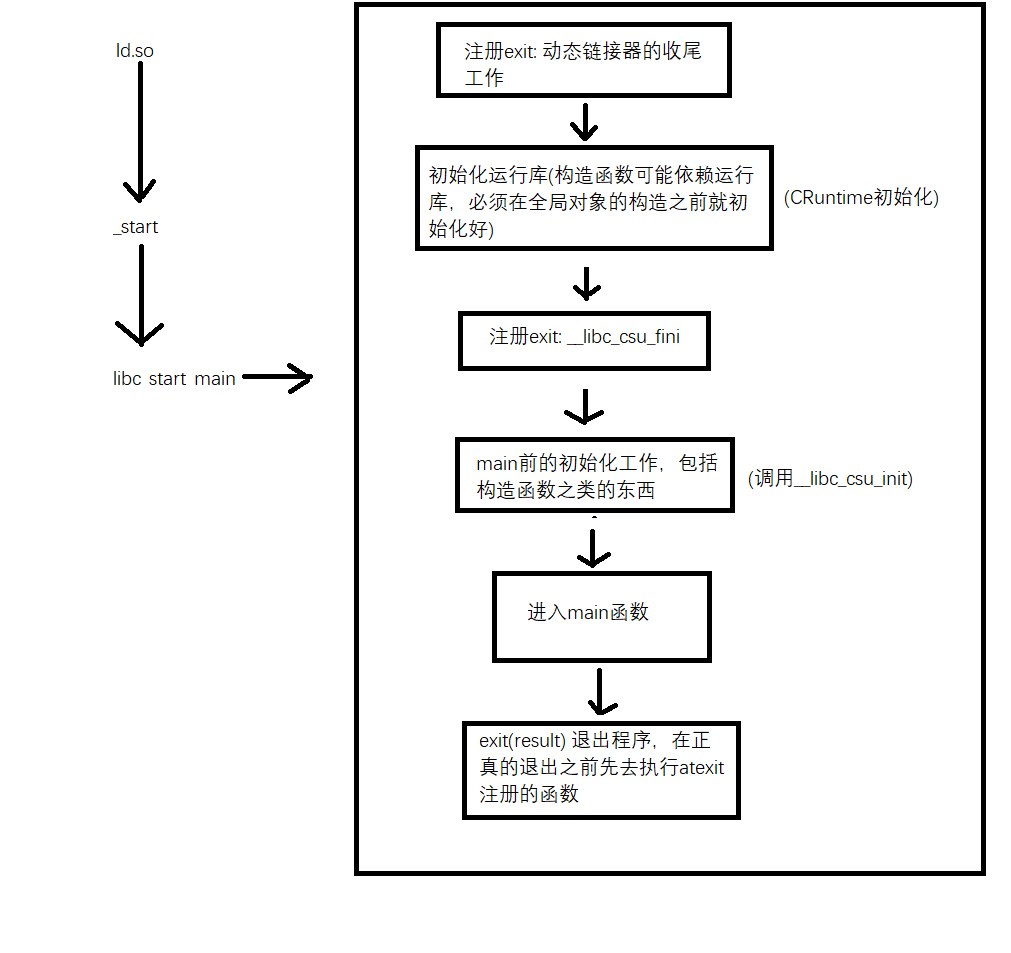 ld.so
_start
libc start main
注册exit: 动态链接器的收尾
工作
初始化运行库(构造函数可能依赖运行
库，必须在全局对象的构造之前就初
始化好)
(CRuntime初始化)
注册exit: __libc_csu_fini
main前的初始化工作，包括
构造函数之类的东西
(调用__libc_csu_init)
进入main函数
exit(result) 退出程序，在正
真的退出之前先去执行atexit
注册的函数